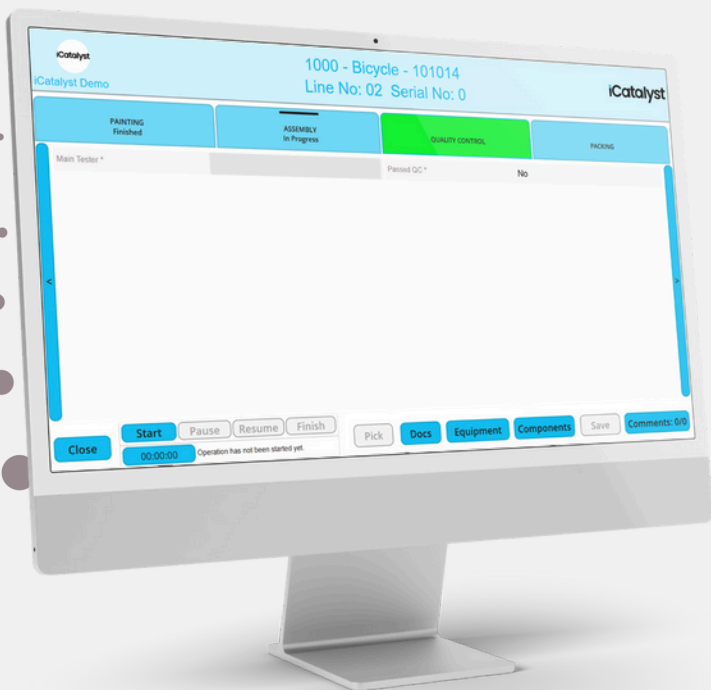 iCatalyst
iCatalyst Demo
1000 - Bicycle - 101014
Line No: 02 Serial No: 0
iCatalyst
PAINTING
Finished
ASSEMBLY
In Progress
QUALITY CONTROL
PACKING
Main Tester *
Passed QC *
No
<
>
Close
Start
Pause
Resume
Finish
00:00:00
Operation has not been started yet.
Pick
Docs
Equipment
Components
Save
Comments: 0/0